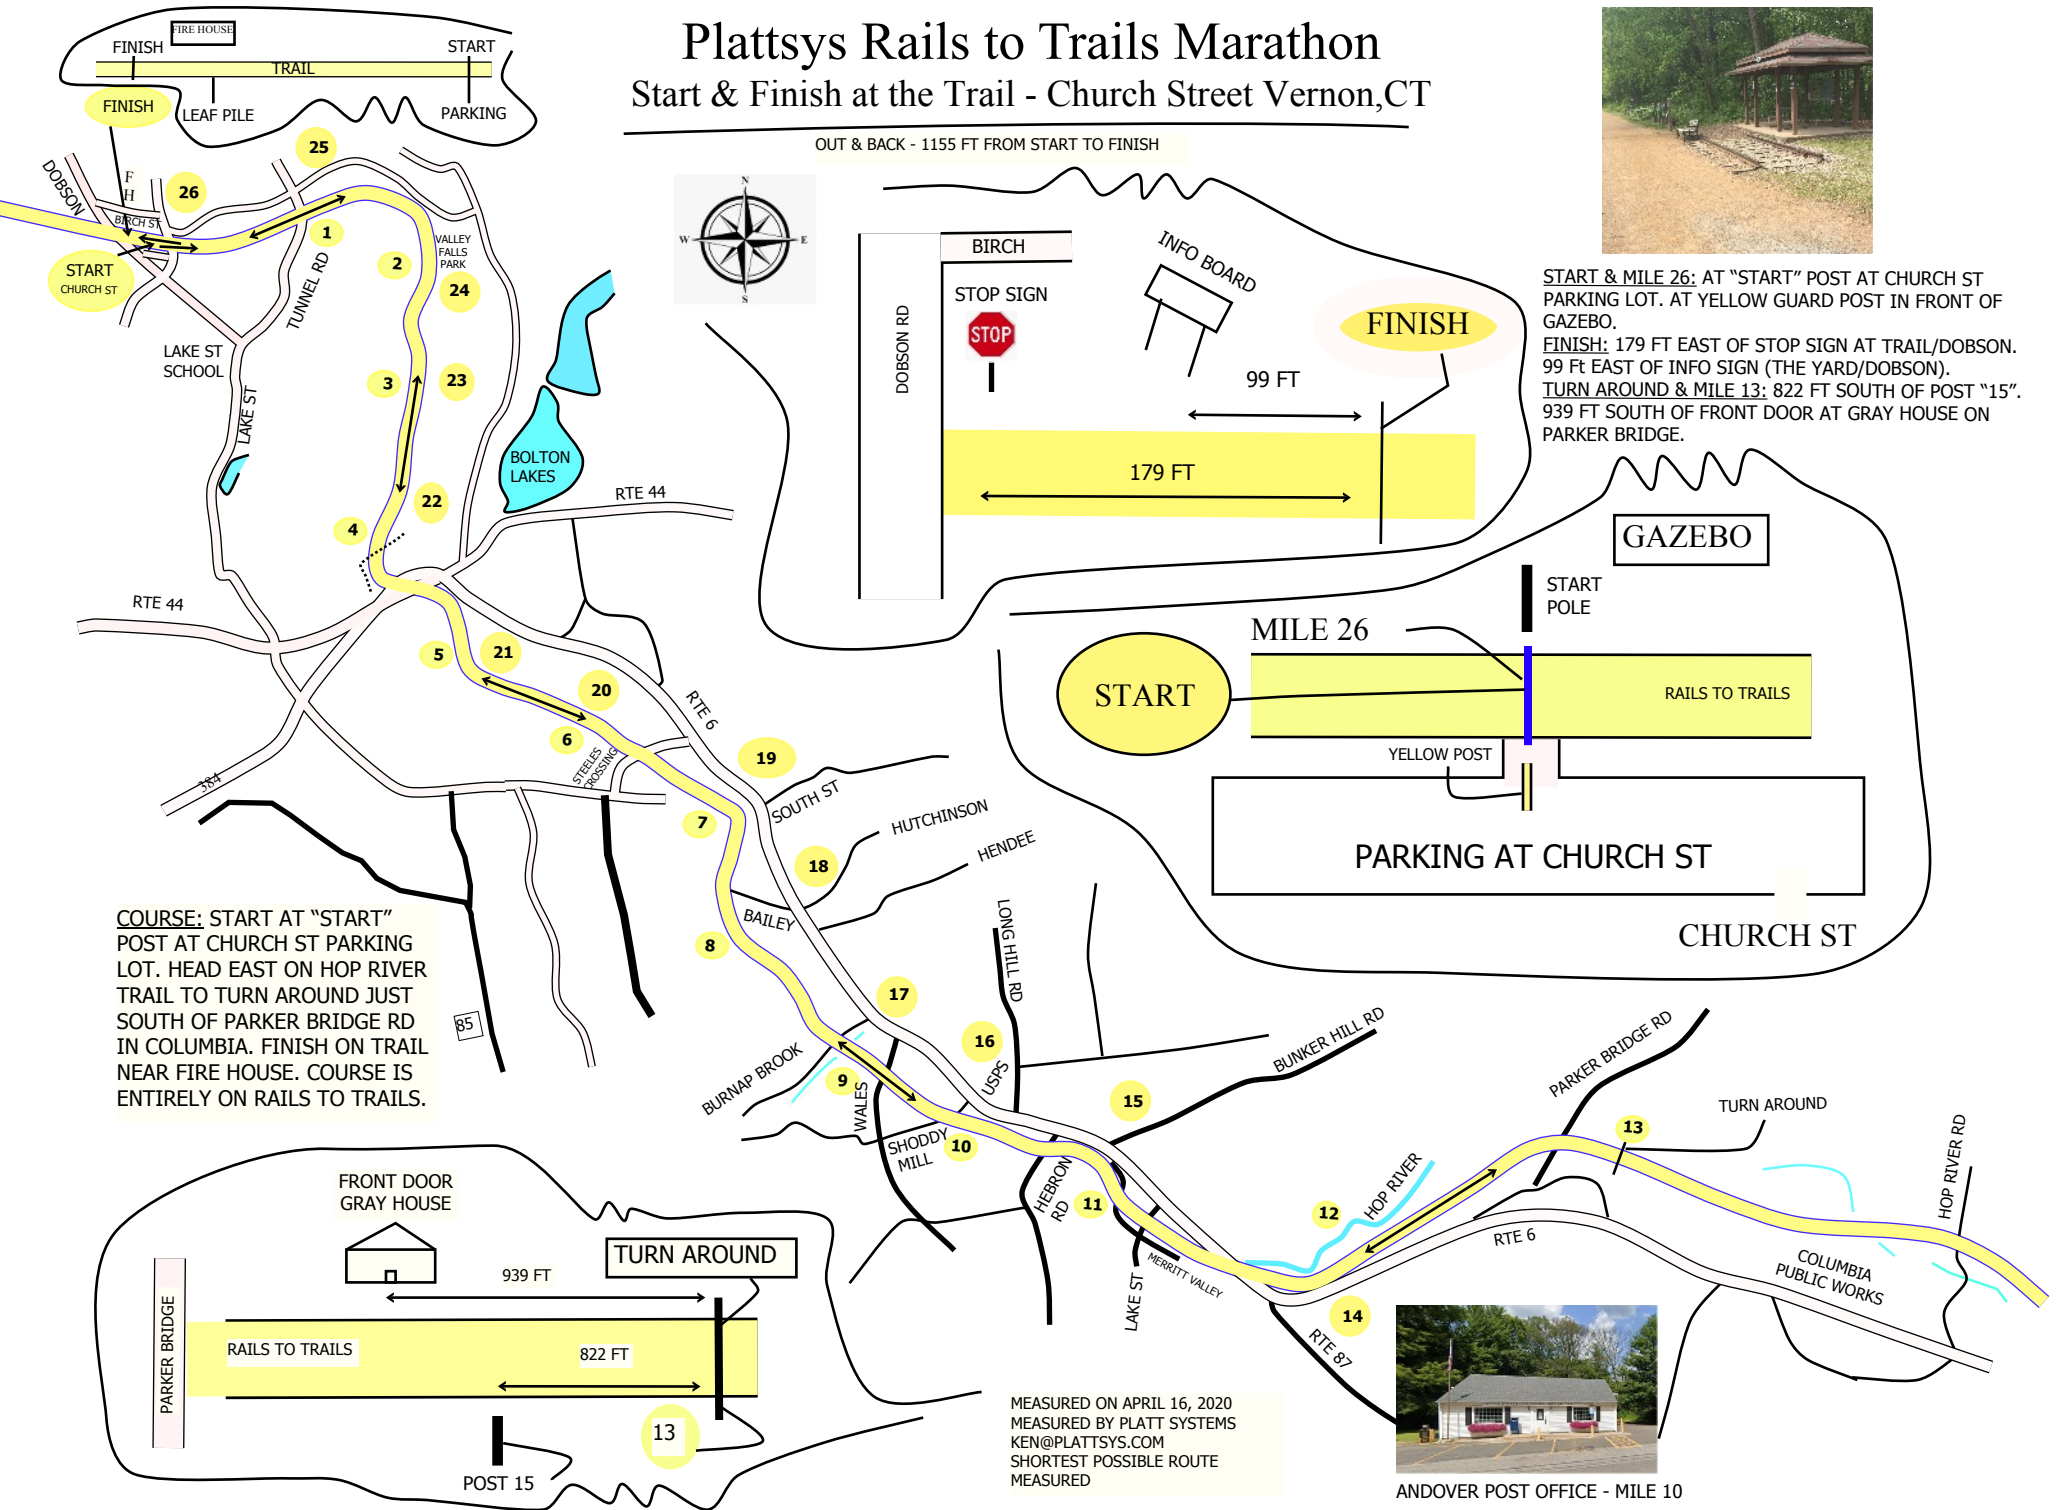 Plattsys Rails to Trails Marathon
Start & Finish at the Trail - Church Street Vernon,CT
OUT & BACK - 1155 FT FROM START TO FINISH
FIRE HOUSE
FINISH
START
TRAIL
LEAF PILE
PARKING
FINISH
DOBSON
F
H
BIRCH ST
START
CHURCH ST
26
25
1
2
VALLEY
FALLS
PARK
24
TUNNEL RD
LAKE ST
SCHOOL
LAKE ST
3
23
22
4
BOLTON
LAKES
RTE 44
RTE 44
5
21
20
6
RTE 6
STEELES
CROSSING
384
19
SOUTH ST
7
18
HUTCHINSON
HENDEE
BAILEY
8
17
85
BURNAP BROOK
9
WALES
16
USPS
LONG HILL RD
SHODDY
MILL
10
15
BUNKER HILL RD
HEBRON
RD
11
LAKE ST
MERRITT VALLEY
12
HOP RIVER
14
RTE 87
RTE 6
PARKER BRIDGE RD
13
TURN AROUND
HOP RIVER RD
COLUMBIA
PUBLIC WORKS
N
W
E
S
BIRCH
DOBSON RD
STOP SIGN
STOP
INFO BOARD
FINISH
99 FT
179 FT
START & MILE 26: AT “START” POST AT CHURCH ST
PARKING LOT. AT YELLOW GUARD POST IN FRONT OF
GAZEBO.
FINISH: 179 FT EAST OF STOP SIGN AT TRAIL/DOBSON.
99 Ft EAST OF INFO SIGN (THE YARD/DOBSON).
TURN AROUND & MILE 13: 822 FT SOUTH OF POST “15”.
939 FT SOUTH OF FRONT DOOR AT GRAY HOUSE ON
PARKER BRIDGE.
GAZEBO
START
POLE
MILE 26
START
RAILS TO TRAILS
YELLOW POST
PARKING AT CHURCH ST
CHURCH ST
COURSE: START AT “START”
POST AT CHURCH ST PARKING
LOT. HEAD EAST ON HOP RIVER
TRAIL TO TURN AROUND JUST
SOUTH OF PARKER BRIDGE RD
IN COLUMBIA. FINISH ON TRAIL
NEAR FIRE HOUSE. COURSE IS
ENTIRELY ON RAILS TO TRAILS.
FRONT DOOR
GRAY HOUSE
TURN AROUND
939 FT
PARKER BRIDGE
RAILS TO TRAILS
822 FT
13
POST 15
MEASURED ON APRIL 16, 2020
MEASURED BY PLATT SYSTEMS
KEN@PLATTSYS.COM
SHORTEST POSSIBLE ROUTE
MEASURED
ANDOVER POST OFFICE - MILE 10